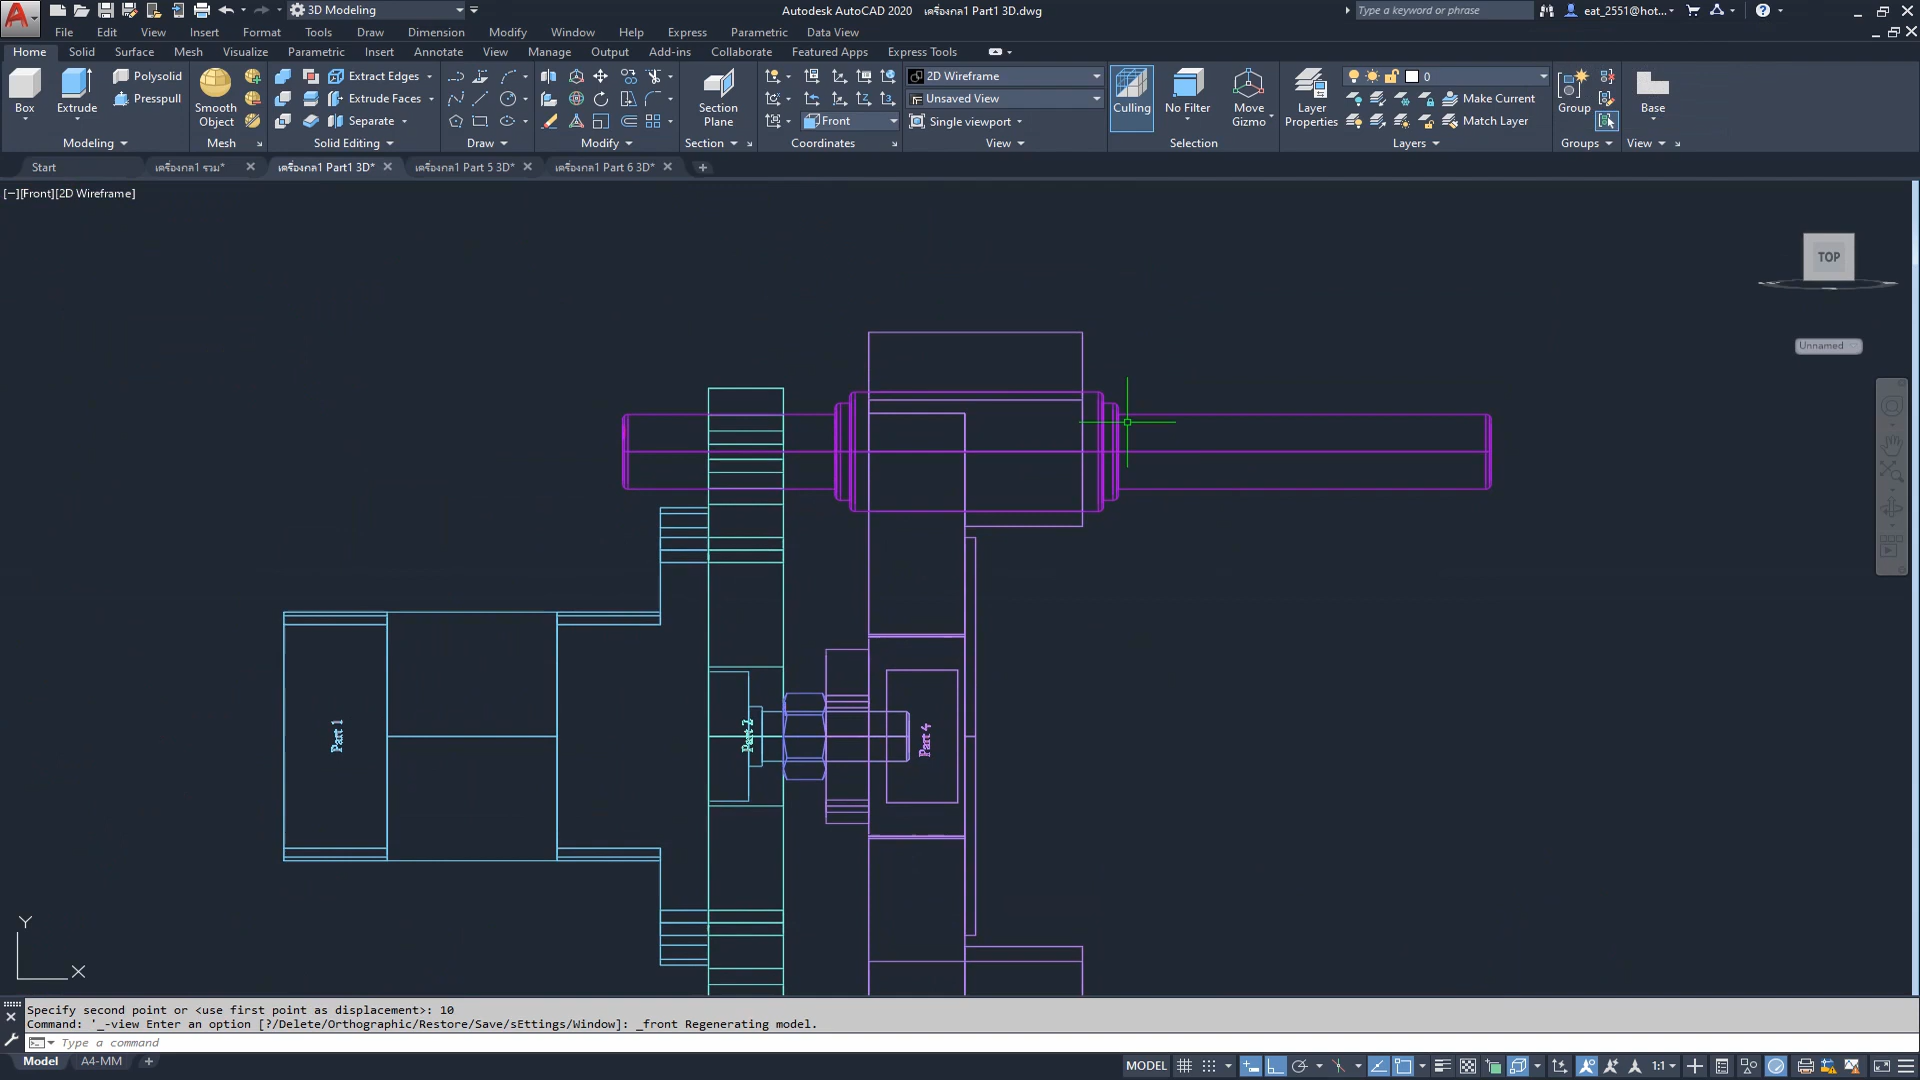 3D Modeling
Autodesk AutoCAD 2020 เครื่องกล1 Part1 3D.dwg
Type a keyword or phrase
eat_2551@hot...
File Edit View Insert Format Tools Draw Dimension Modify Window Help Express Parametric Data View
Home Solid Surface Mesh Visualize Parametric Insert Annotate View Manage Output Add-ins Collaborate Featured Apps Express Tools
Box
Extrude
Polysolid
Presspull
Modeling
Smooth Object
Mesh
Extract Edges
Extrude Faces
Separate
Solid Editing
Draw
Modify
Section Plane
Section
Front
Coordinates
2D Wireframe
Unsaved View
Single viewport
View
Culling
No Filter
Move Gizmo
Selection
Layer Properties
0
Make Current
Match Layer
Layers
Group
Groups
Base
View
Start
เครื่องกล1 รวม*
เครื่องกล1 Part1 3D*
เครื่องกล1 Part 5 3D*
เครื่องกล1 Part 6 3D*
[−][Front][2D Wireframe]
TOP
Unnamed
Part 1
Part 2
Part 4
Y
X
Specify second point or <use first point as displacement>: 10
Command: '_-view Enter an option [?/Delete/Orthographic/Restore/Save/sEttings/Window]: _front Regenerating model.
Type a command
Model A4-MM
MODEL
1:1